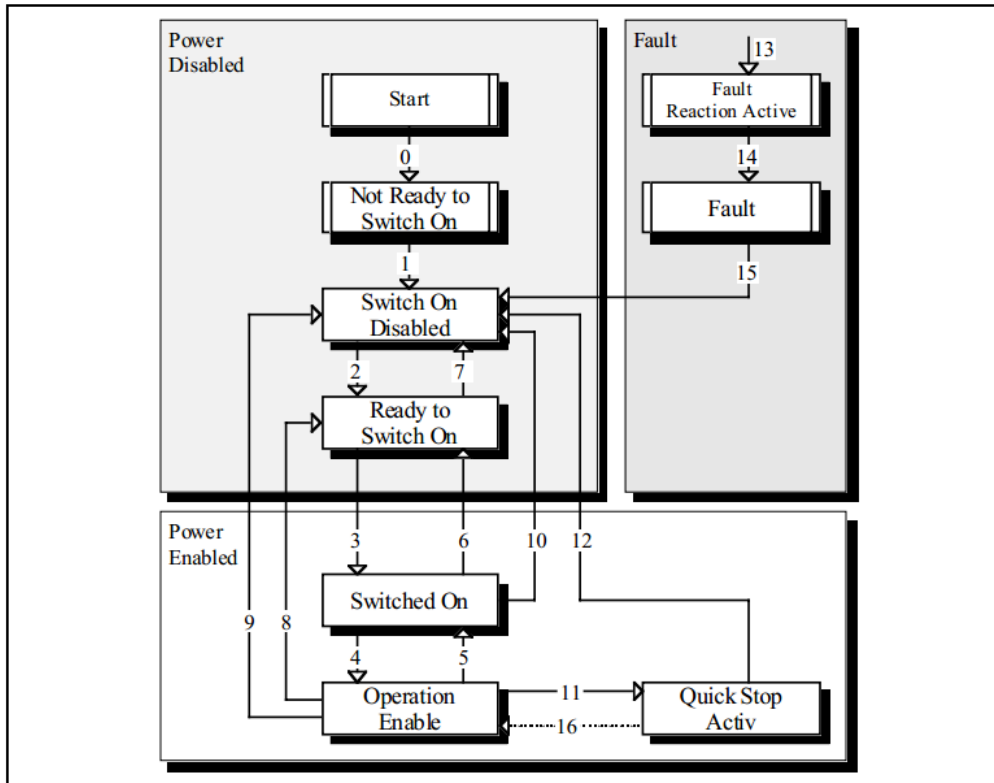 Power
Disabled
Start
0
Not Ready to
Switch On
1
Switch On
Disabled
2
7
Ready to
Switch On
Fault
13
Fault
Reaction Active
14
Fault
15
Power
Enabled
3
6
10
12
Switched On
9
8
4
5
Operation
Enable
11
16
Quick Stop
Activ